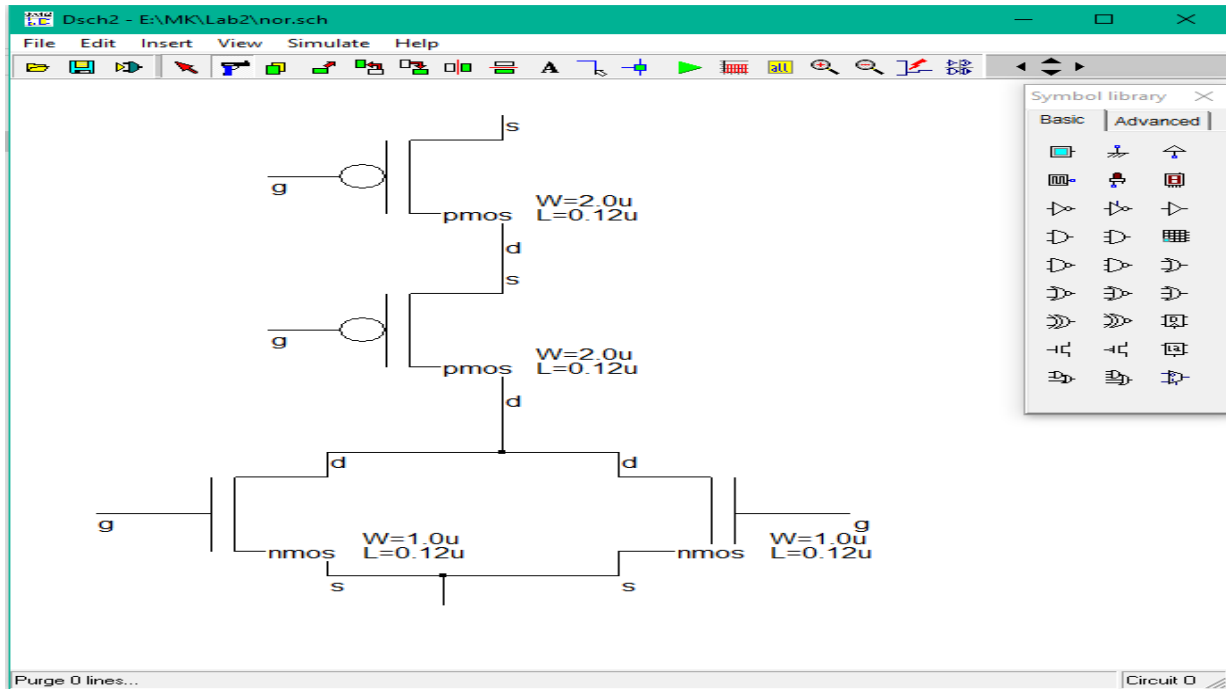 Dsch2 - E:\MK\Lab2\nor.sch
File Edit Insert View Simulate Help
A
all
Symbol library
Basic Advanced
s
g
W=2.0u
pmos L=0.12u
d
s
g
W=2.0u
pmos L=0.12u
d
d d
g g
W=1.0u W=1.0u
nmos L=0.12u nmos L=0.12u
s s
Purge 0 lines... Circuit O